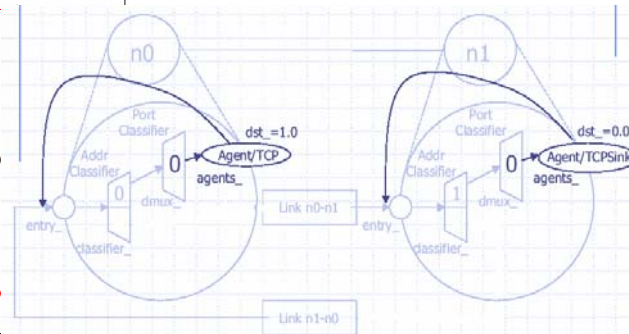 n0
n1
Port
Classifier
dst_=1.0
Addr
Classifier
0
0
Agent/TCP
agents_
dmux_
entry_
classifier_
Link n0-n1
Port
Classifier
dst_=0.0
Addr
Classifier
1
0
Agent/TCPSink
agents_
dmux_
entry_
classifier_
Link n1-n0